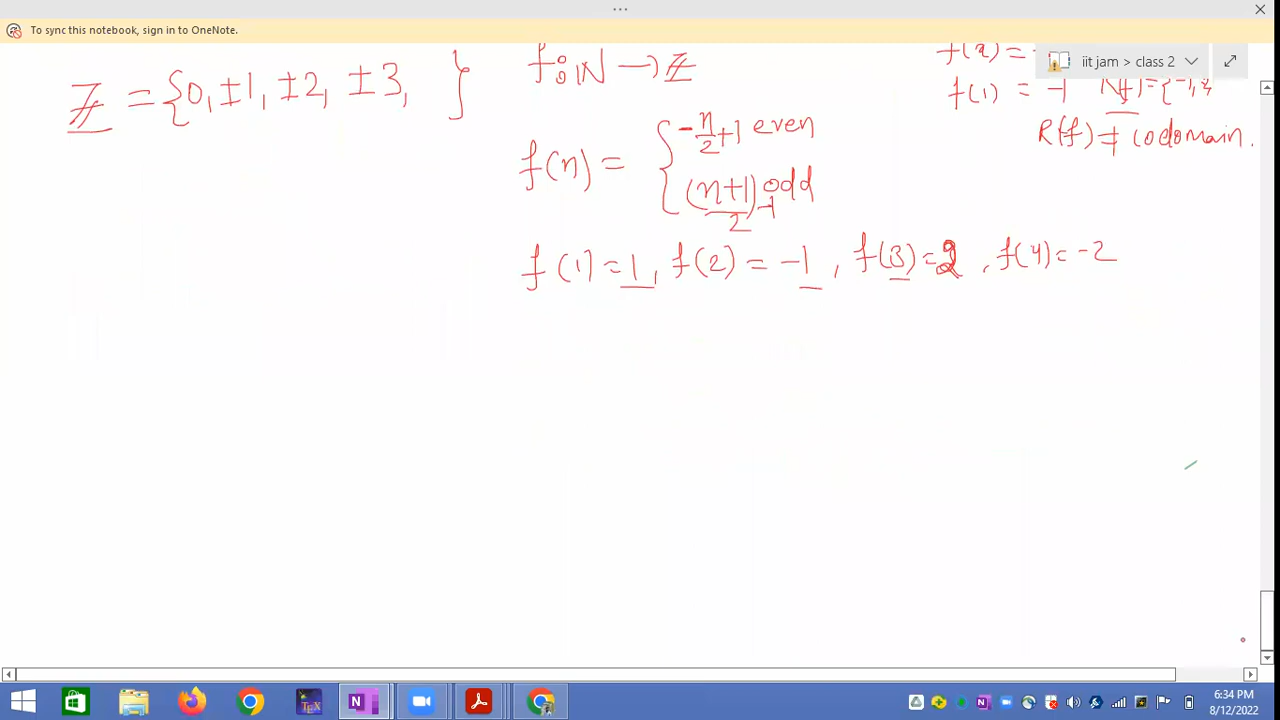 ...
To sync this notebook, sign in to OneNote.
iit jam > class 2
ℤ = {0, ±1, ±2, ±3, }
f: ℕ → ℤ
f(x) = -
f(1) = -1 R(f) = {-1,
R(f) ≠ codomain.
f(n) = { -n/2 + 1 even
(n+1)/2 -1 odd
f(1) = 1, f(2) = -1, f(3) = 2, f(4) = -2
6:34 PM
8/12/2022